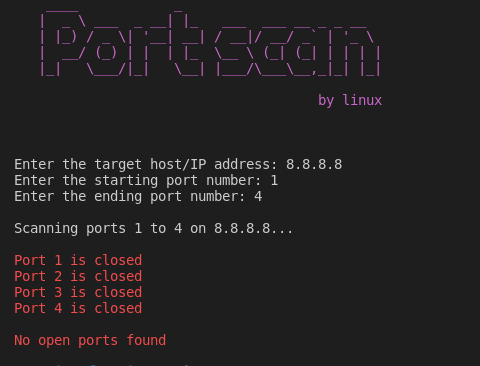 Port scan
by linux
Enter the target host/IP address: 8.8.8.8
Enter the starting port number: 1
Enter the ending port number: 4
Scanning ports 1 to 4 on 8.8.8.8...
Port 1 is closed
Port 2 is closed
Port 3 is closed
Port 4 is closed
No open ports found